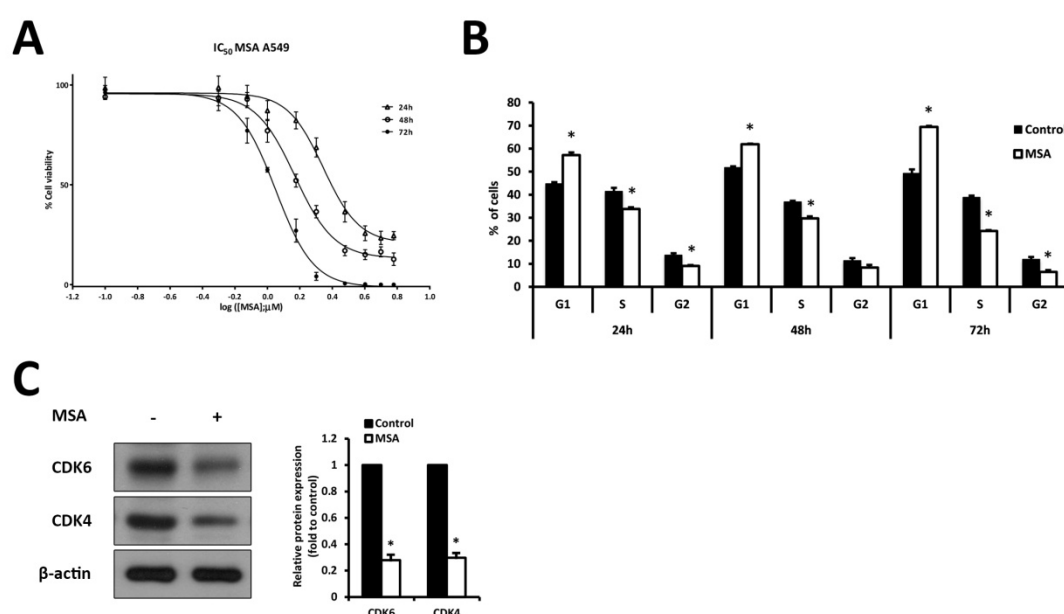 A
IC50 MSA A549
100
50
0
% Cell viability
24h
48h
72h
-1.2 -1.0 -0.8 -0.6 -0.4 -0.2 0.0 0.2 0.4 0.6 0.8 1.0
log ([MSA];μM)
B
80
70
60
50
40
30
20
10
0
% of cells
Control
MSA
* * * * * * * *
G1 S G2 G1 S G2 G1 S G2
24h 48h 72h
C
MSA - +
CDK6
CDK4
β-actin
Control
MSA
1.2
1
0.8
0.6
0.4
0.2
0
Relative protein expression
(fold to control)
* *
CDK6 CDK4